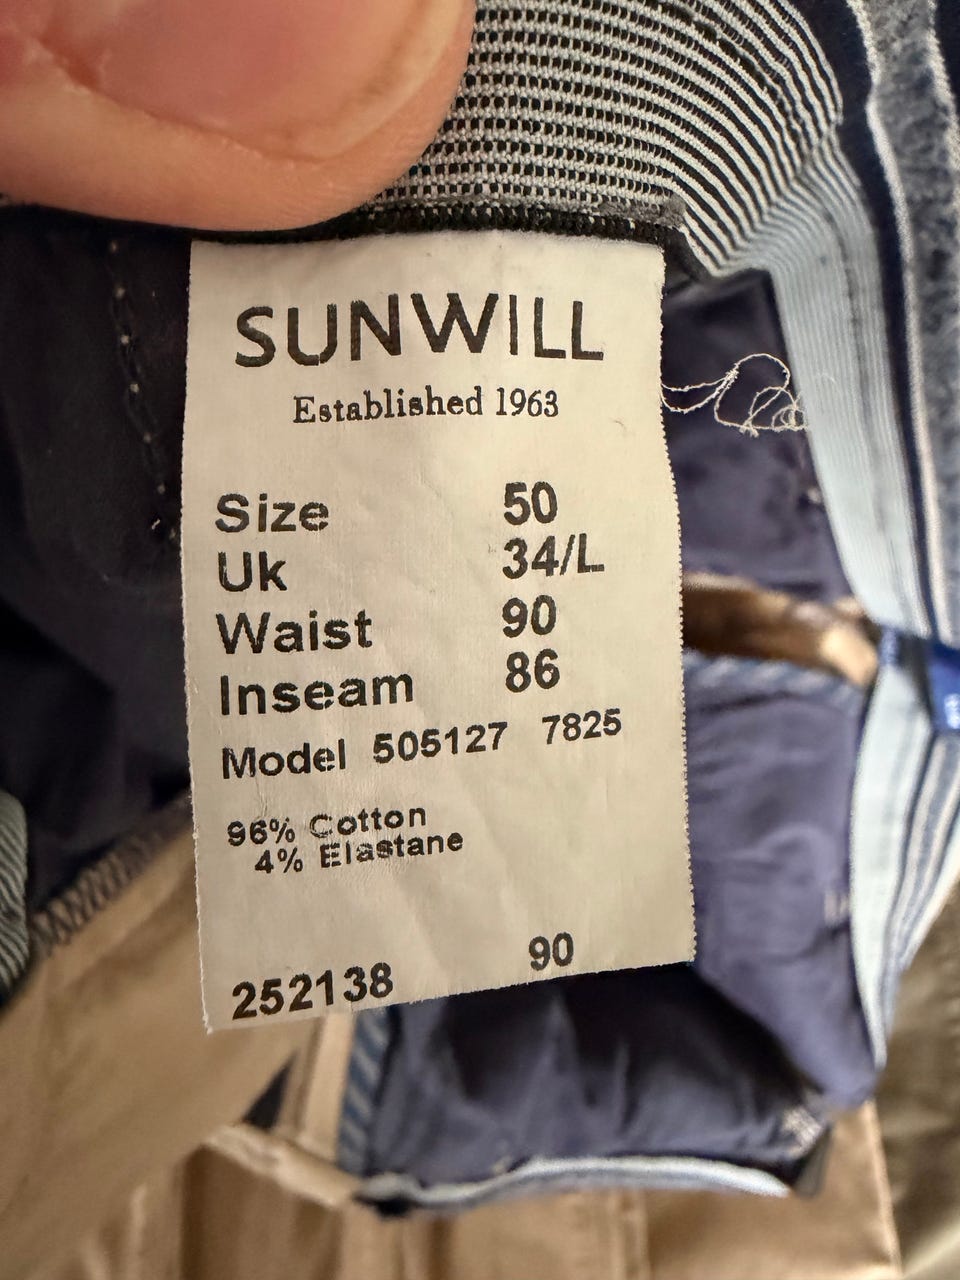 SUNWILL
Established 1963
Size 50
Uk 34/L
Waist 90
Inseam 86
Model 505127 7825
96% Cotton
4% Elastane
90
252138